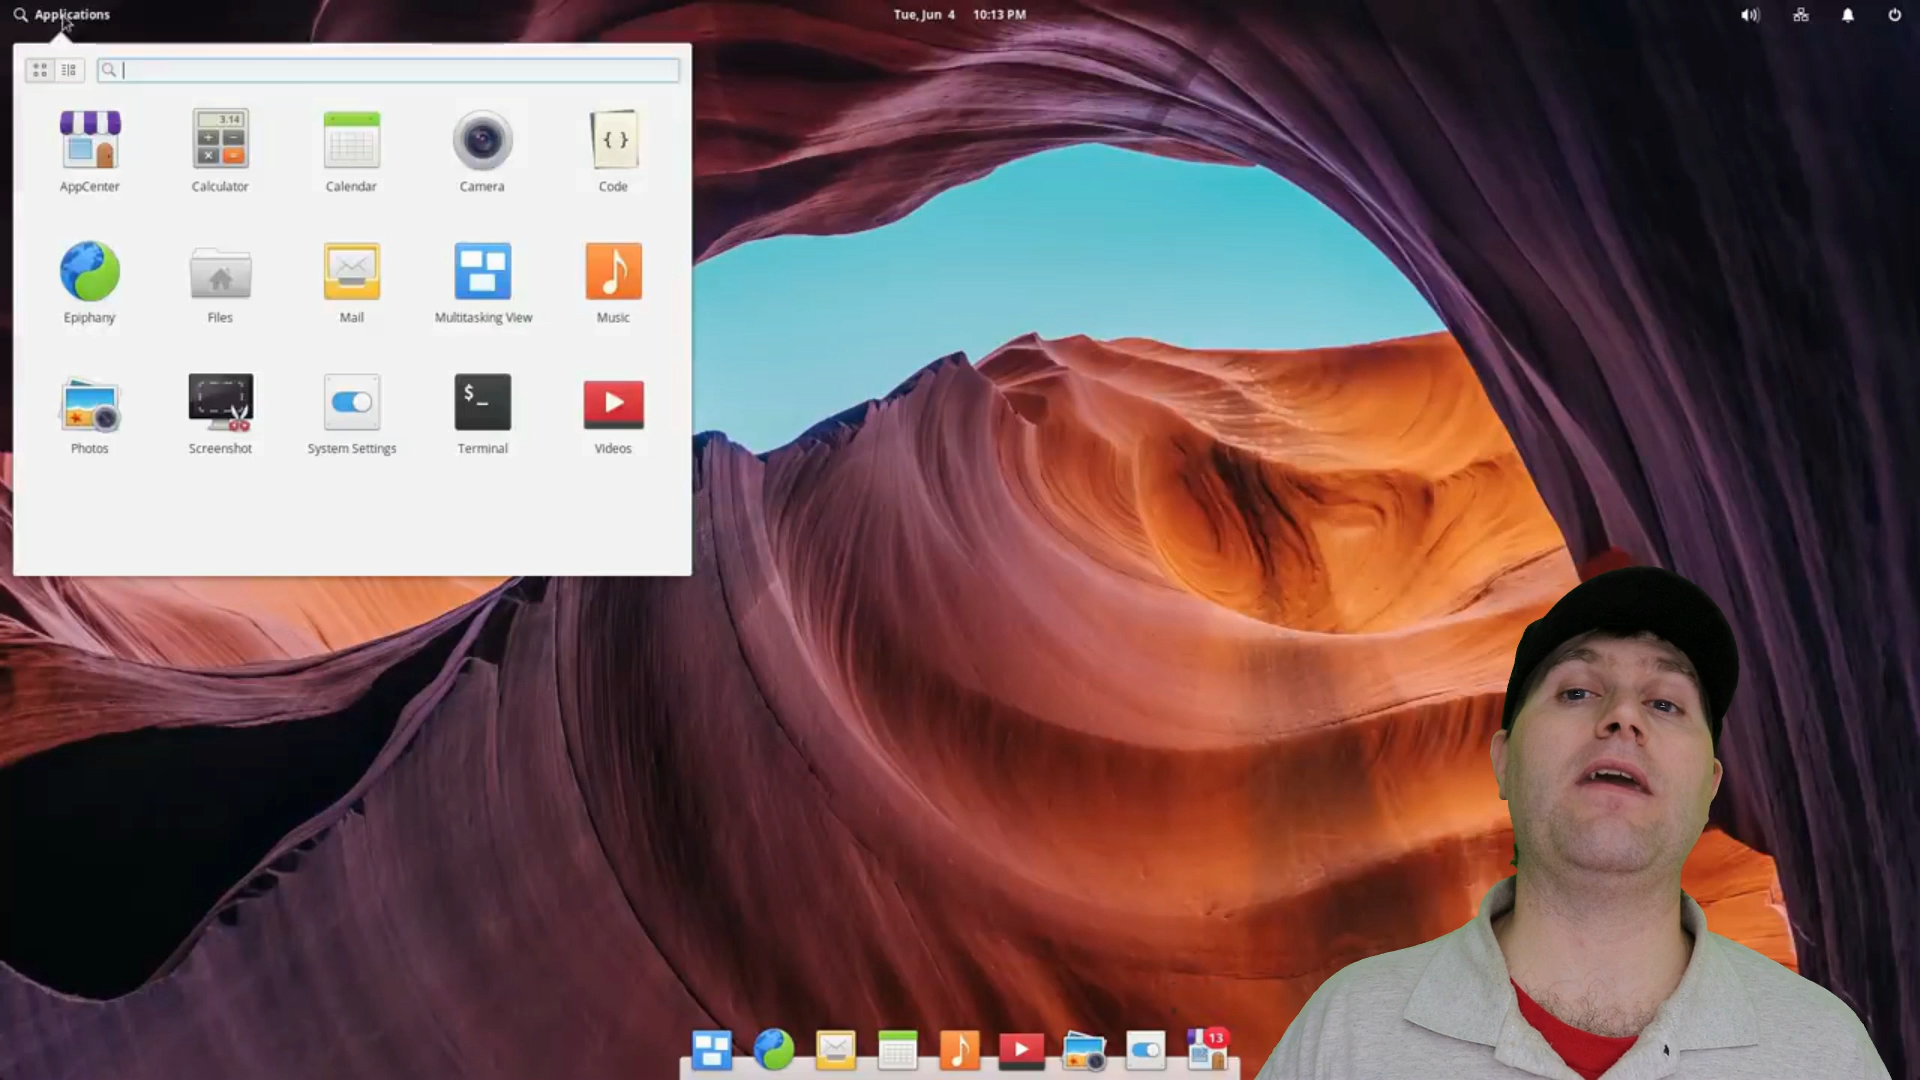 Applications
Tue, Jun 4 10:13 PM
AppCenter
Calculator
Calendar
Camera
Code
3.14
{ }
Epiphany
Files
Mail
Multitasking View
Music
Photos
Screenshot
System Settings
Terminal
Videos
$_
13